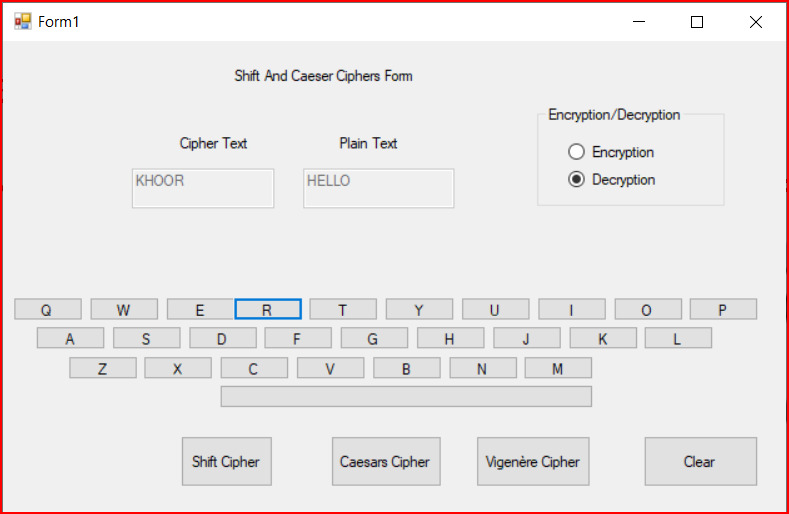 Form1
Shift And Caeser Ciphers Form
Encryption/Decryption
Cipher Text Plain Text
Encryption
KHOOR HELLO
Decryption
Q W E R T Y U I O P
A S D F G H J K L
Z X C V B N M
Shift Cipher Caesars Cipher Vigenère Cipher Clear